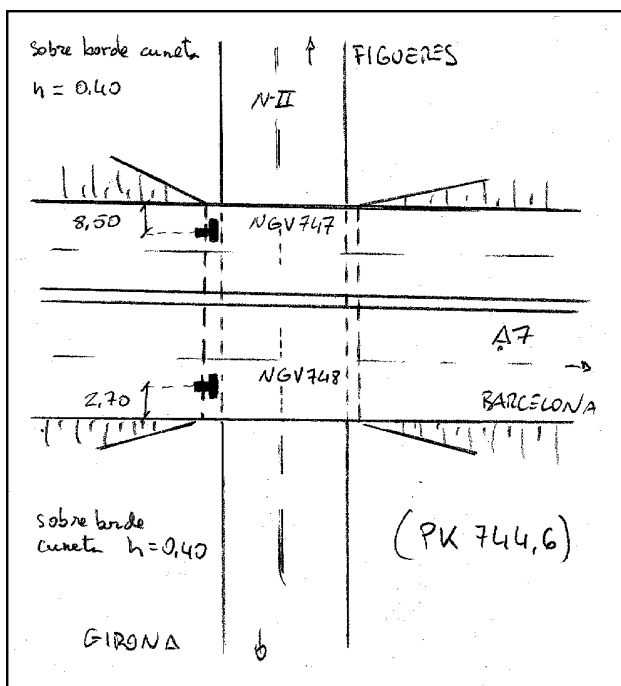 sobre borde cuneta
h = 0.40
FIGUERES
N-II
8,50
NGV747
A7
NGV748
2,70
BARCELONA
sobre borde
cuneta h=0,40
(PK 744,6)
GIRONA